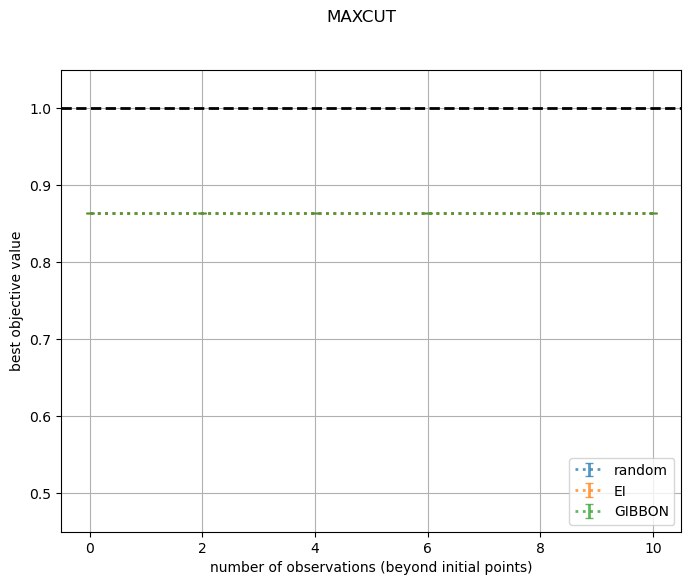 MAXCUT
1.0
0.9
0.8
0.7
0.6
0.5
best objective value
random
EI
GIBBON
0 2 4 6 8 10
number of observations (beyond initial points)